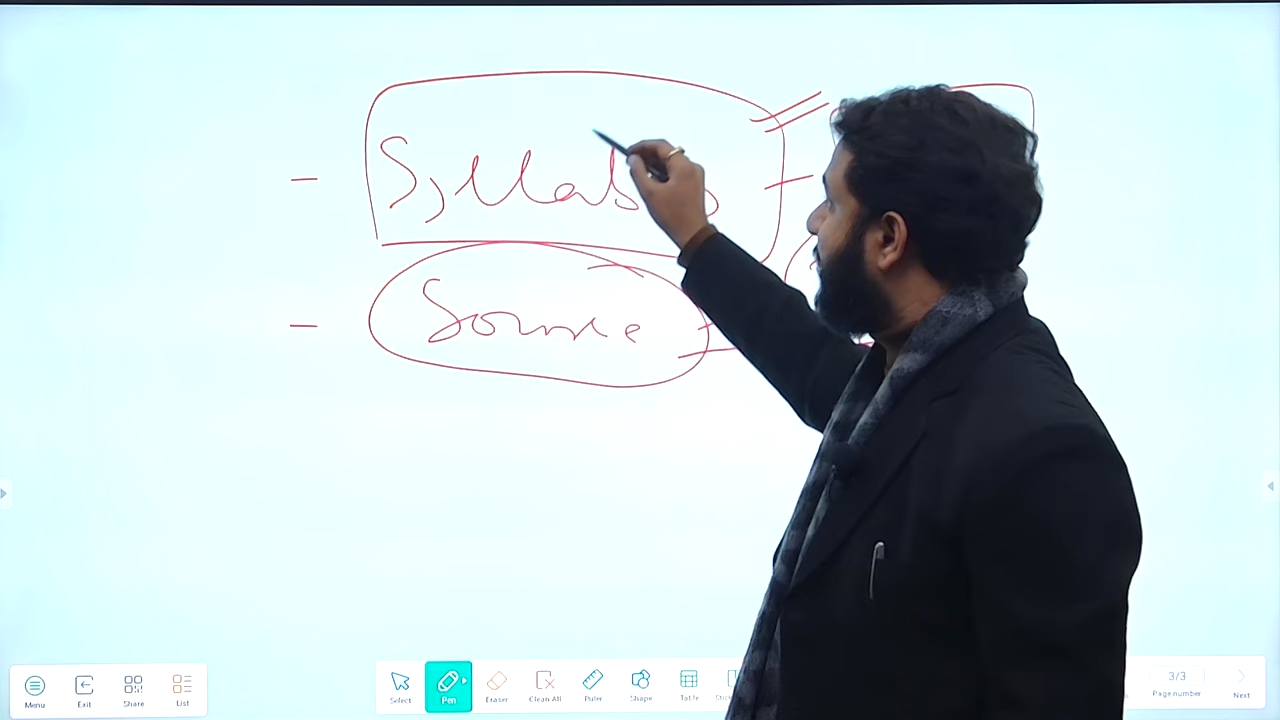 - Syllabus
- Source
Menu
Exit
Share
List
Select
Pen
Eraser
Clean All
Ruler
Shape
Table
3/3
Page number
Next